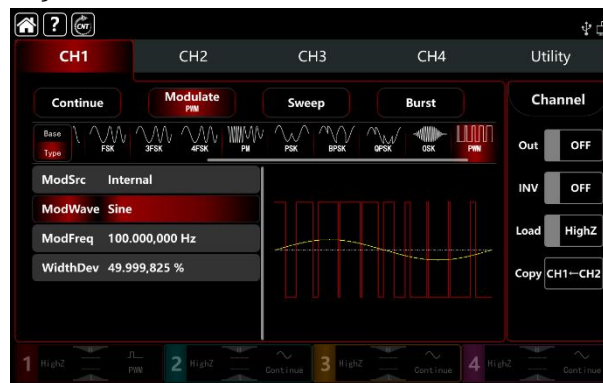 ? CNT
CH1 CH2 CH3 CH4 Utility
Continue Modulate PWM Sweep Burst Channel
Base Type FSK 3FSK 4FSK PM PSK BPSK QPSK OSK PWM
Out OFF
ModSrc Internal
INV OFF
ModWave Sine
ModFreq 100.000,000 Hz
Load HighZ
WidthDev 49.999,825 %
Copy CH1←CH2
1 HighZ PWM 2 HighZ Continue 3 HighZ Continue 4 HighZ Continue